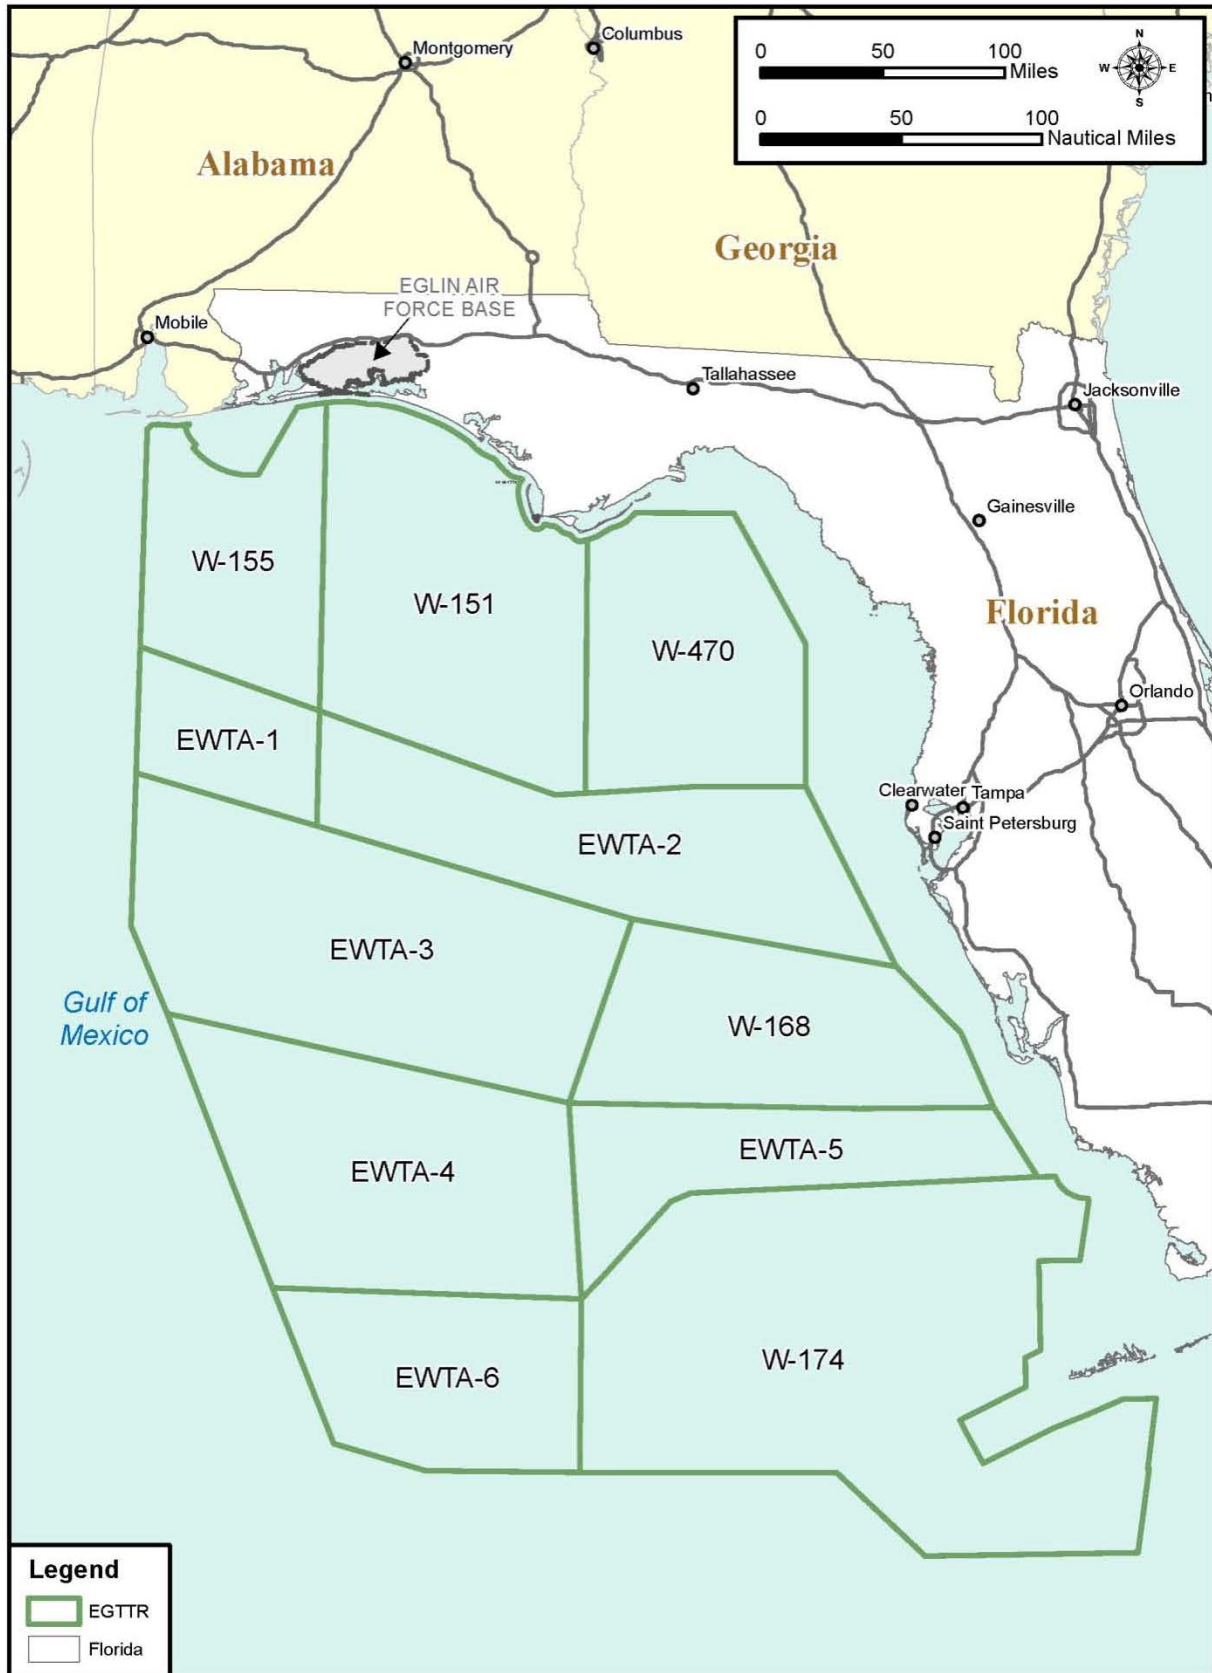 Montgomery
Columbus
0 50 100
Miles
0 50 100
Nautical Miles
N
W E
S
Alabama
Georgia
EGLIN AIR
FORCE BASE
Mobile
Tallahassee
Jacksonville
Gainesville
W-155
W-151
W-470
Florida
Orlando
EWTA-1
Clearwater Tampa
Saint Petersburg
EWTA-2
EWTA-3
Gulf of
Mexico
W-168
EWTA-4
EWTA-5
W-174
EWTA-6
Legend
EGTTR
Florida